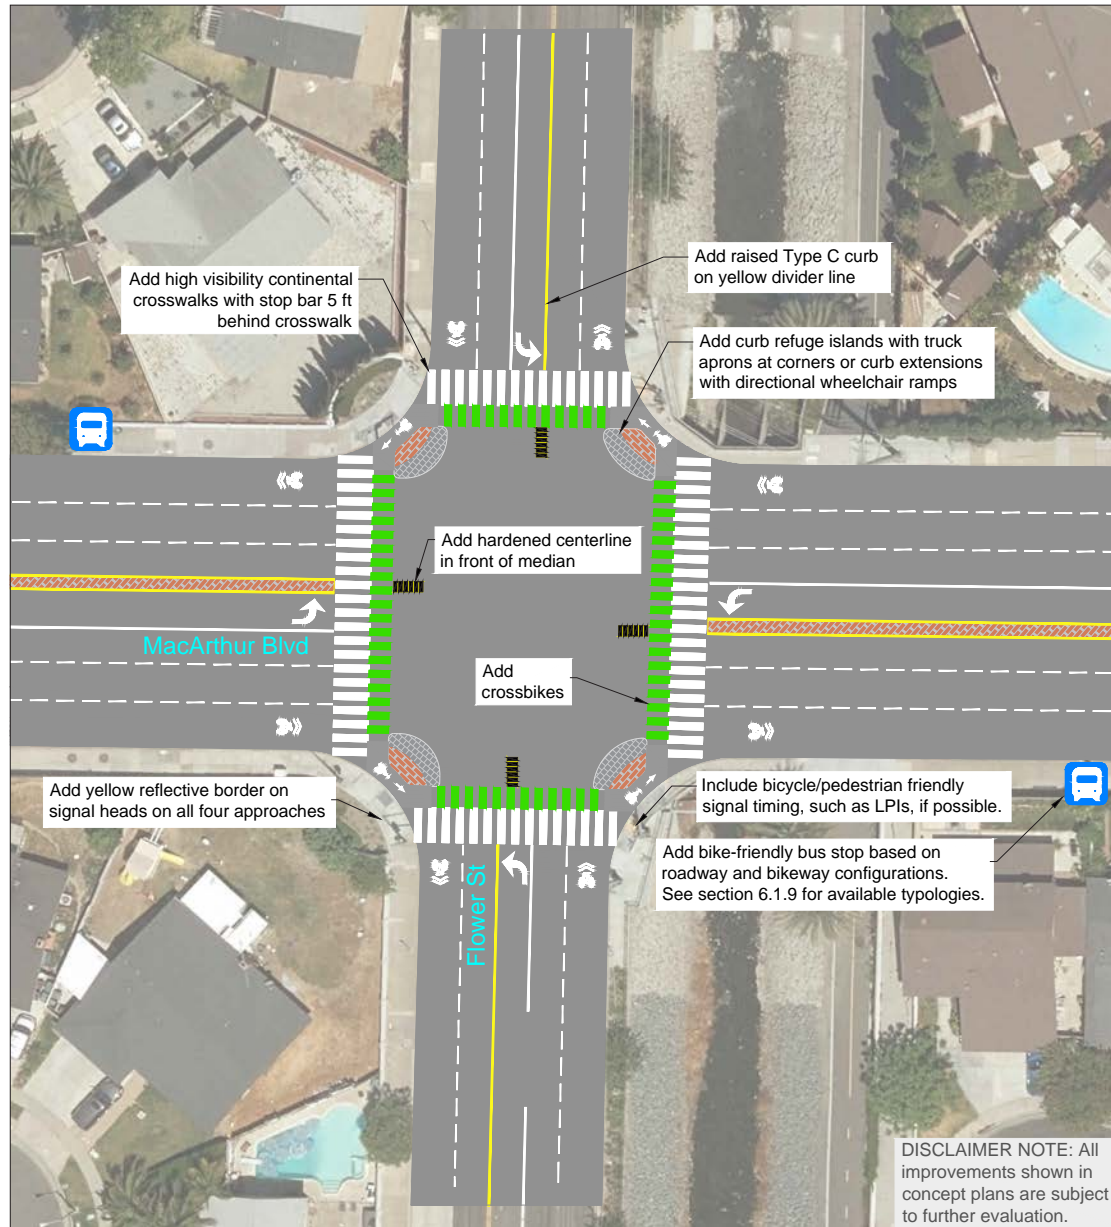 Add raised Type C curb
on yellow divider line
Add high visibility continental
crosswalks with stop bar 5 ft
behind crosswalk
Add curb refuge islands with truck
aprons at corners or curb extensions
with directional wheelchair ramps
Add hardened centerline
in front of median
MacArthur Blvd
Add
crossbikes
Add yellow reflective border on
signal heads on all four approaches
Include bicycle/pedestrian friendly
signal timing, such as LPIs, if possible.
Add bike-friendly bus stop based on
roadway and bikeway configurations.
See section 6.1.9 for available typologies.
Flower St
DISCLAIMER NOTE: All
improvements shown in
concept plans are subject
to further evaluation.